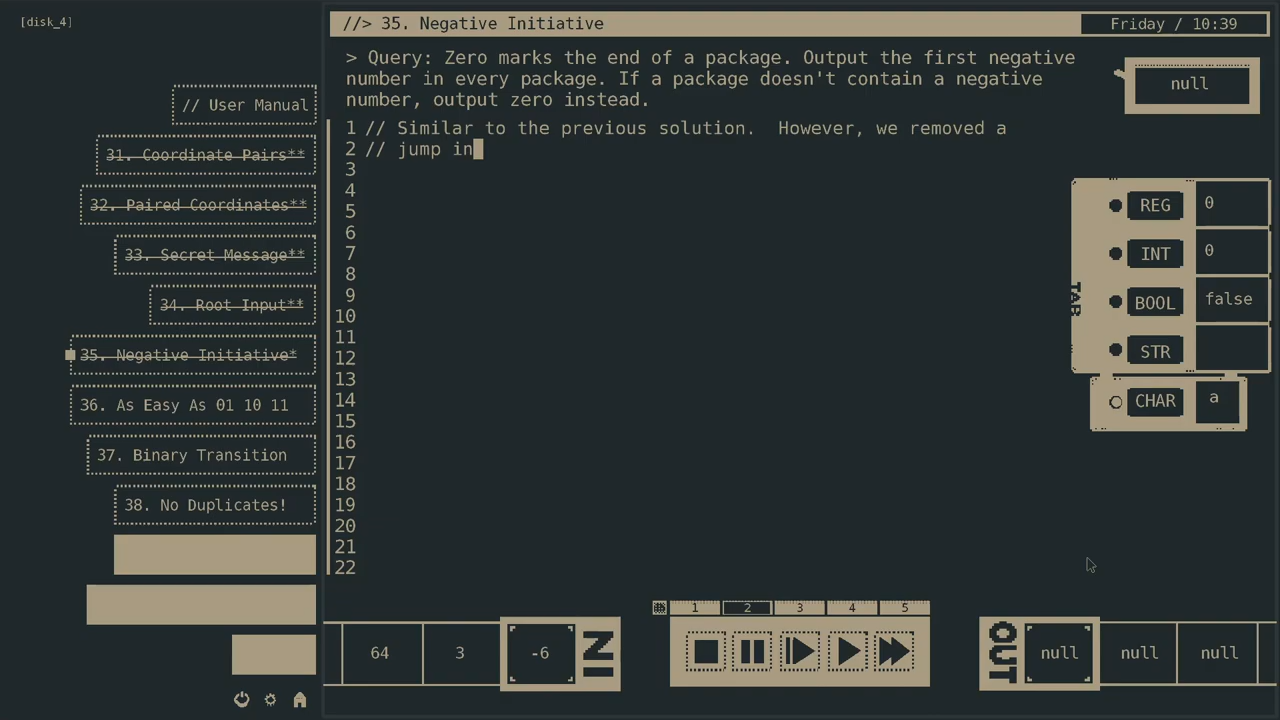 [disk_4]
// User Manual
31. Coordinate Pairs**
32. Paired Coordinates**
33. Secret Message**
34. Root Input**
35. Negative Initiative*
36. As Easy As 01 10 11
37. Binary Transition
38. No Duplicates!
//> 35. Negative Initiative
Friday / 10:39
> Query: Zero marks the end of a package. Output the first negative
number in every package. If a package doesn't contain a negative
number, output zero instead.
null
1 // Similar to the previous solution.  However, we removed a
2 // jump in
3
4
5
6
7
8
9
10
11
12
13
14
15
16
17
18
19
20
21
22
TAR
REG 0
INT 0
BOOL false
STR
CHAR a
64 3 -6 IN
1 2 3 4 5
OUT null null null